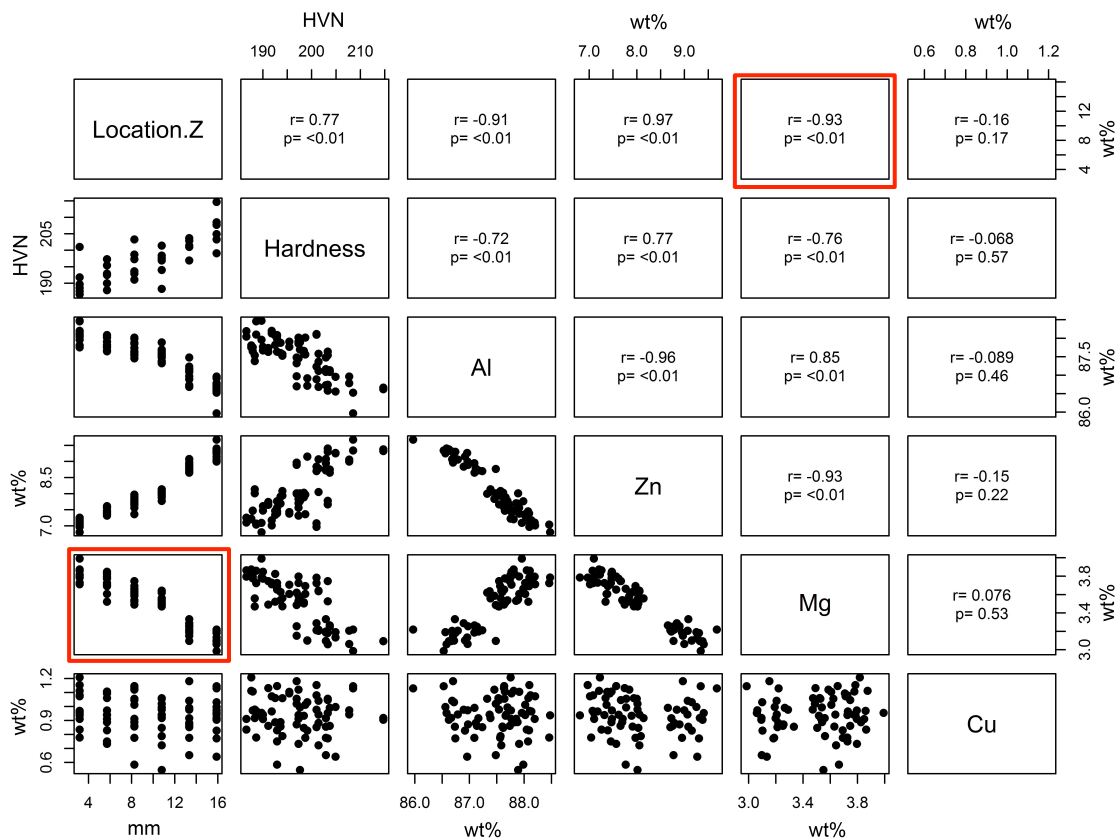 HVN
wt%
190 200 210
7.0 8.0 9.0
0.6 0.8 1.0 1.2
Location.Z
r= 0.77
p= <0.01
r= -0.91
p= <0.01
r= 0.97
p= <0.01
r= -0.93
p= <0.01
r= -0.16
p= 0.17
4 8 12
wt%
HVN
190 205
Hardness
r= -0.72
p= <0.01
r= 0.77
p= <0.01
r= -0.76
p= <0.01
r= -0.068
p= 0.57
Al
r= -0.96
p= <0.01
r= 0.85
p= <0.01
r= -0.089
p= 0.46
86.0 87.5
wt%
wt%
7.0 8.5
Zn
r= -0.93
p= <0.01
r= -0.15
p= 0.22
Mg
r= 0.076
p= 0.53
3.0 3.4 3.8
wt%
wt%
0.6 0.9 1.2
Cu
4 8 12 16
86.0 87.0 88.0
3.0 3.4 3.8
mm
wt%
wt%